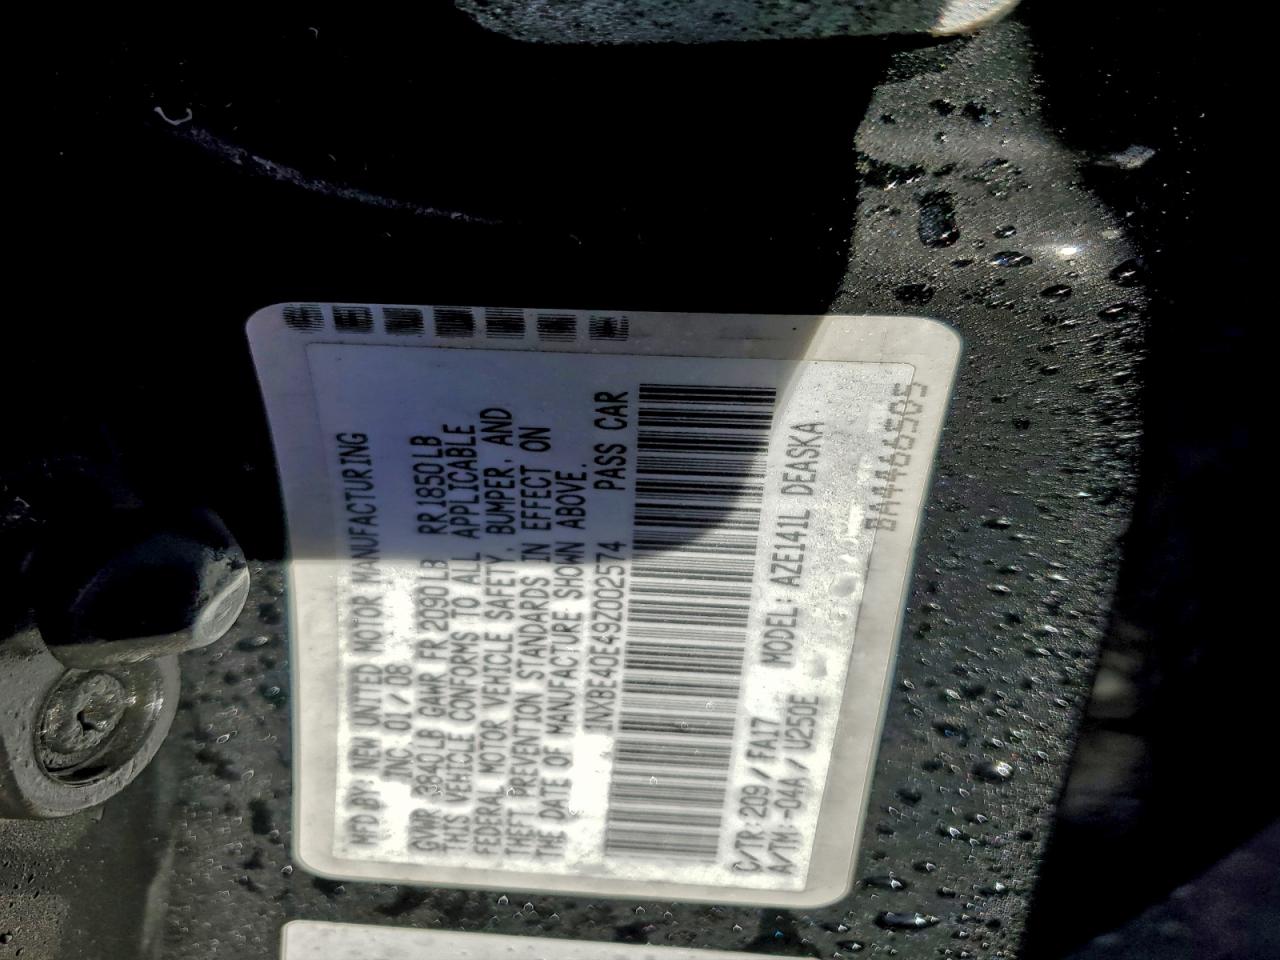 MFD BY: NEW UNITED MOTOR MANUFACTURING
INC. 01/08
GVWR 3840LB GAWR FR 2090LB RR1850LB
THIS VEHICLE CONFORMS TO ALL APPLICABLE
FEDERAL MOTOR VEHICLE SAFETY, BUMPER, AND
THEFT PREVENTION STANDARDS IN EFFECT ON
THE DATE OF MANUFACTURE SHOWN ABOVE.
1NXBE40E49Z002574 PASS CAR
C/TR:209/FA17 MODEL: AZE141L DEASKA
A/TM:-04A/U250E
8A4466505